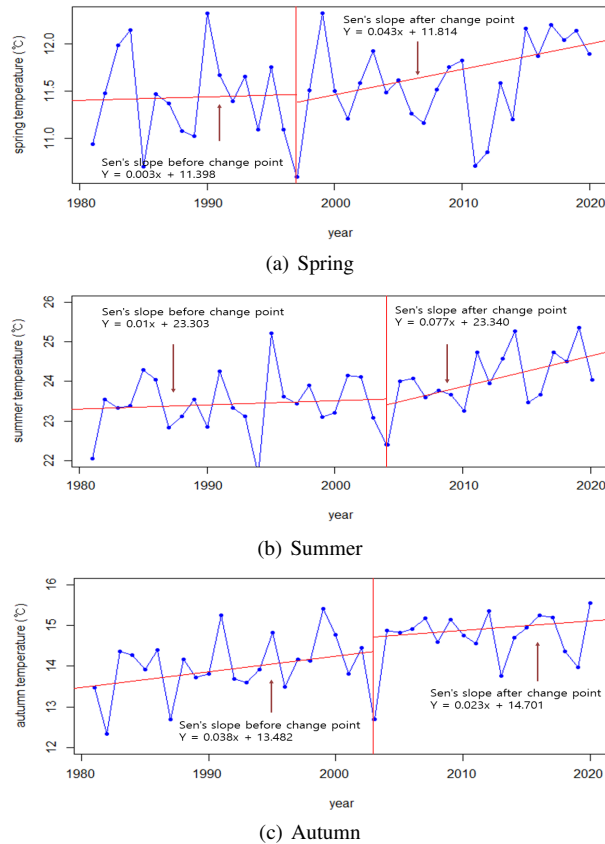 Sen's slope after change point
Y = 0.043x + 11.814
Sen's slope before change point
Y = 0.003x + 11.398
spring temperature (℃)
12.0
11.5
11.0
1980
1990
2000
2010
2020
year
(a) Spring
Sen's slope before change point
Y = 0.01x + 23.303
Sen's slope after change point
Y = 0.077x + 23.340
summer temperature (℃)
26
25
24
23
22
1980
1990
2000
2010
2020
year
(b) Summer
Sen's slope before change point
Y = 0.038x + 13.482
Sen's slope after change point
Y = 0.023x + 14.701
autumn temperature (℃)
16
15
14
13
12
1980
1990
2000
2010
2020
year
(c) Autumn